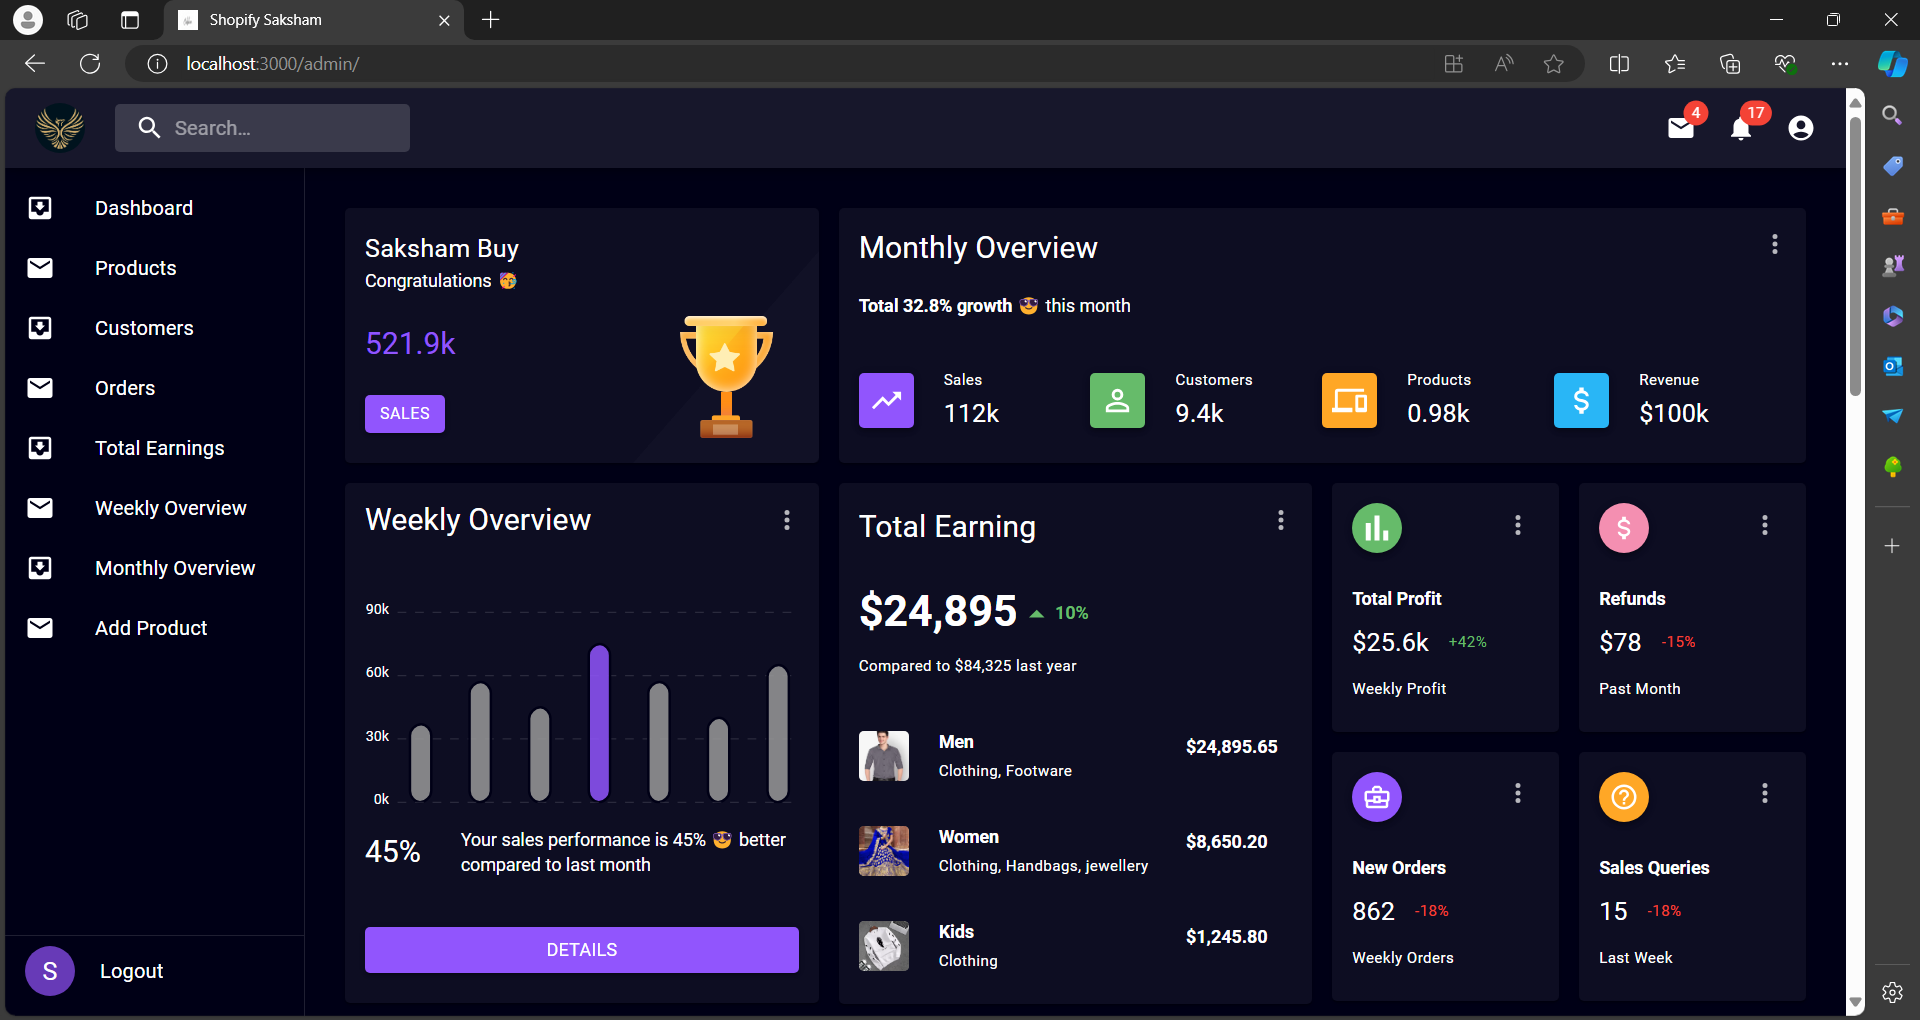 Shopify Saksham
localhost:3000/admin/
Search...
4
17
Dashboard
Products
Customers
Orders
Total Earnings
Weekly Overview
Monthly Overview
Add Product
S
Logout
Saksham Buy
Congratulations 🥳
521.9k
SALES
Monthly Overview
Total 32.8% growth 😎 this month
Sales
112k
Customers
9.4k
Products
0.98k
Revenue
$100k
Weekly Overview
90k
60k
30k
0k
45%
Your sales performance is 45% 😎 better
compared to last month
DETAILS
Total Earning
$24,895 10%
Compared to $84,325 last year
Men
Clothing, Footware
$24,895.65
Women
Clothing, Handbags, jewellery
$8,650.20
Kids
Clothing
$1,245.80
Total Profit
$25.6k +42%
Weekly Profit
Refunds
$78 -15%
Past Month
New Orders
862 -18%
Weekly Orders
Sales Queries
15 -18%
Last Week